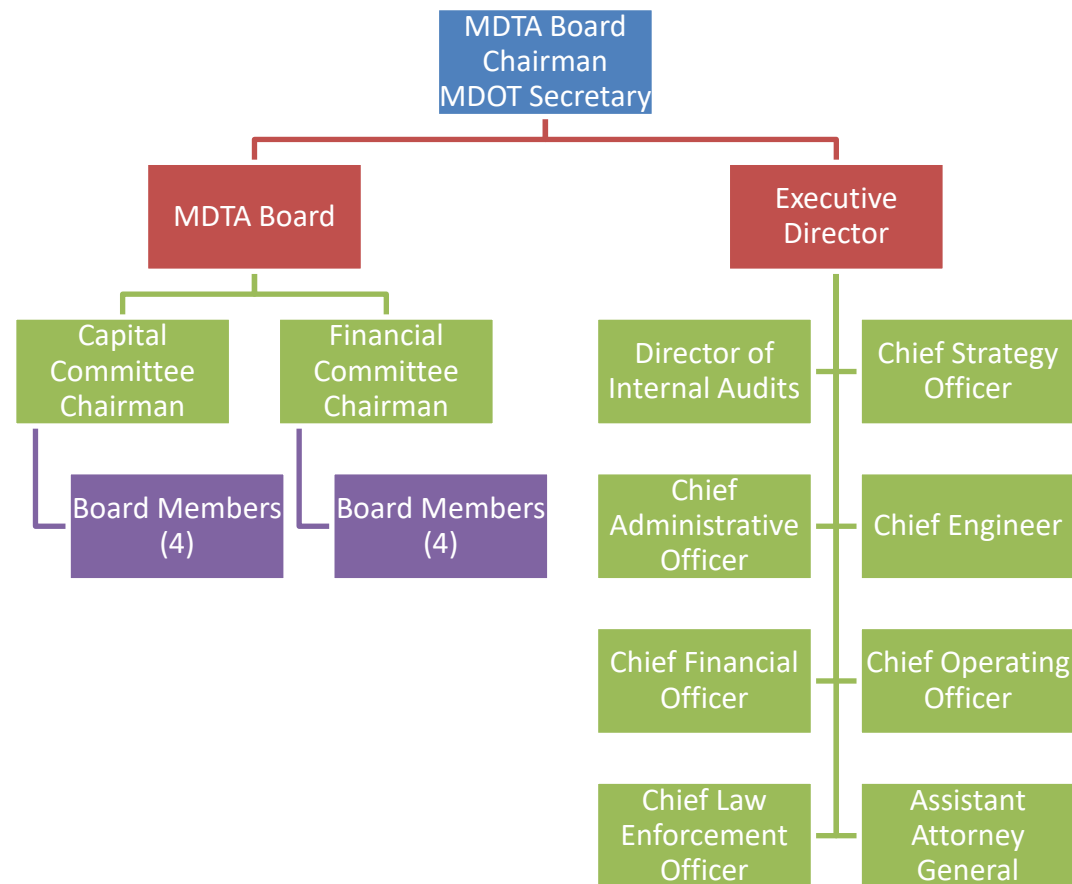 MDTA Board
Chairman
MDOT Secretary
MDTA Board
Executive
Director
Capital
Committee
Chairman
Financial
Committee
Chairman
Board Members
(4)
Board Members
(4)
Director of
Internal Audits
Chief Strategy
Officer
Chief
Administrative
Officer
Chief Engineer
Chief Financial
Officer
Chief Operating
Officer
Chief Law
Enforcement
Officer
Assistant
Attorney
General